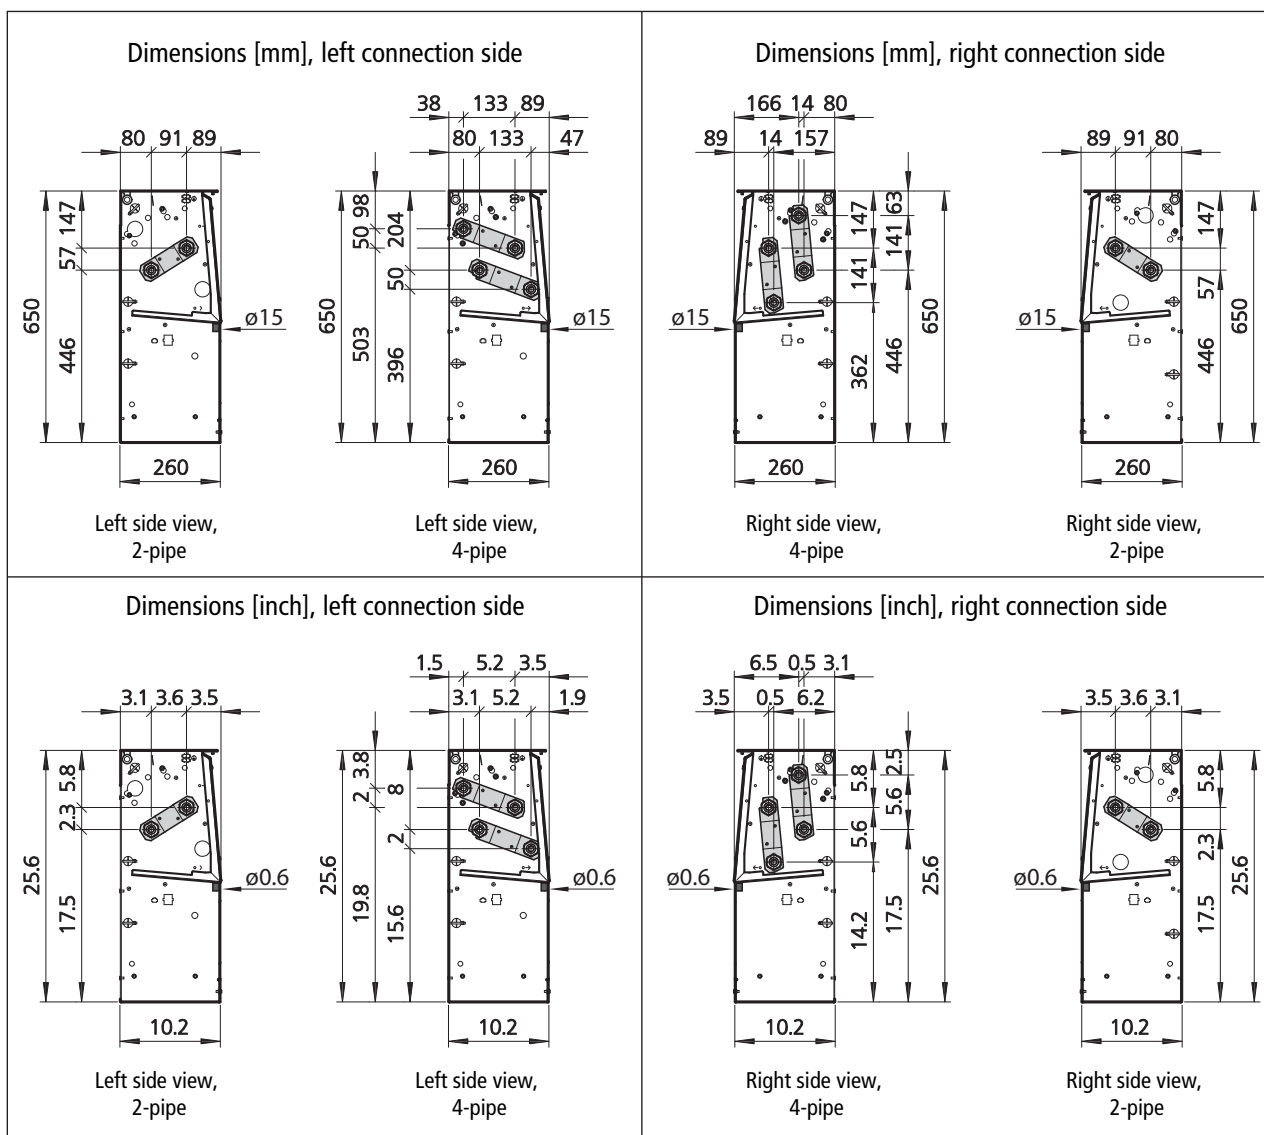 Dimensions [mm], left connection side
38 133 89
80 91 89
80 133 47
650
147
57
446
650
98
50
503
204
50
396
ø15
ø15
260
260
Left side view,
2-pipe
Left side view,
4-pipe
Dimensions [mm], right connection side
166 14 80
89 14 157
89 91 80
147
141
362
63
141
446
650
147
57
446
650
ø15
ø15
260
260
Right side view,
4-pipe
Right side view,
2-pipe
Dimensions [inch], left connection side
1.5 5.2 3.5
3.1 3.6 3.5
3.1 5.2 1.9
25.6
5.8
2.3
17.5
25.6
3.8
2
19.8
8
2
15.6
ø0.6
ø0.6
10.2
10.2
Left side view,
2-pipe
Left side view,
4-pipe
Dimensions [inch], right connection side
6.5 0.5 3.1
3.5 0.5 6.2
3.5 3.6 3.1
5.8
5.6
14.2
2.5
5.6
17.5
25.6
5.8
2.3
17.5
25.6
ø0.6
ø0.6
10.2
10.2
Right side view,
4-pipe
Right side view,
2-pipe